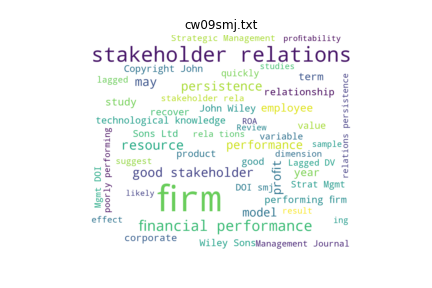 cw09smj.txt
Strategic Management profitability
stakeholder relations
Copyright John quickly studies
lagged may persistence term
study stakeholder rela relationship
recover John Wiley employee
technological knowledge ROA value
Sons Ltd rela tions Review variable
resource performance sample
poorly performing product good dimension relations persistence
suggest good stakeholder profit Lagged DV year
Mgmt DOI likely firm DOI smj Strat Mgmt
performing firm
effect model result ing
financial performance
corporate Wiley Sons Management Journal